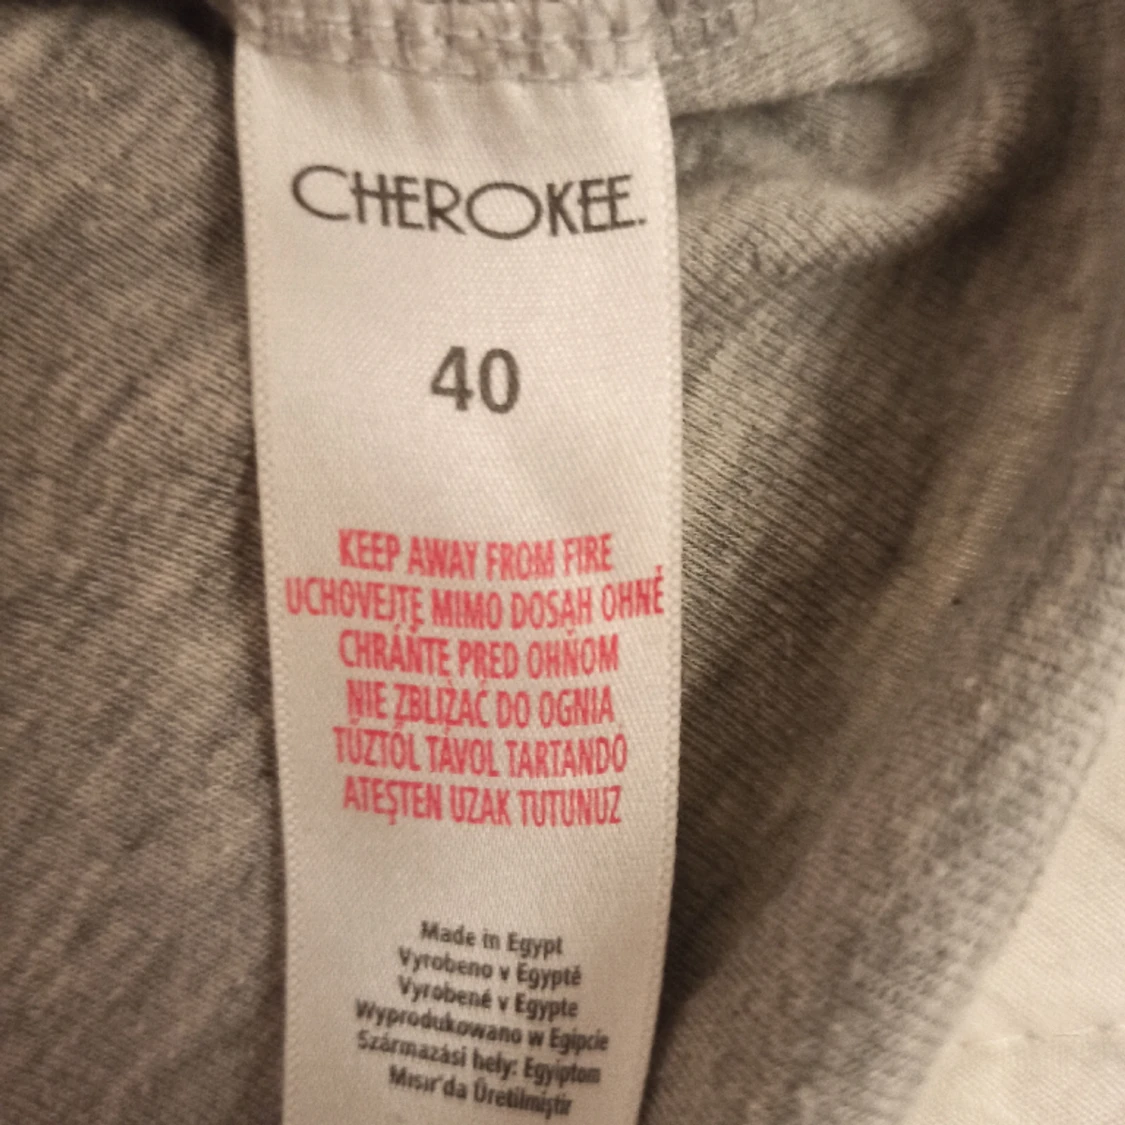 CHEROKEE.
40
KEEP AWAY FROM FIRE
UCHOVEJTE MIMO DOSAH OHNĚ
CHRÁŇTE PRED OHŇOM
NIE ZBLIŻAĆ DO OGNIA
TŰZTŐL TÁVOL TARTANDÓ
ATEŞTEN UZAK TUTUNUZ
Made in Egypt
Vyrobeno v Egyptě
Vyrobené v Egypte
Wyprodukowano w Egipcie
Származási hely: Egyiptom
Mısır'da Üretilmiştir